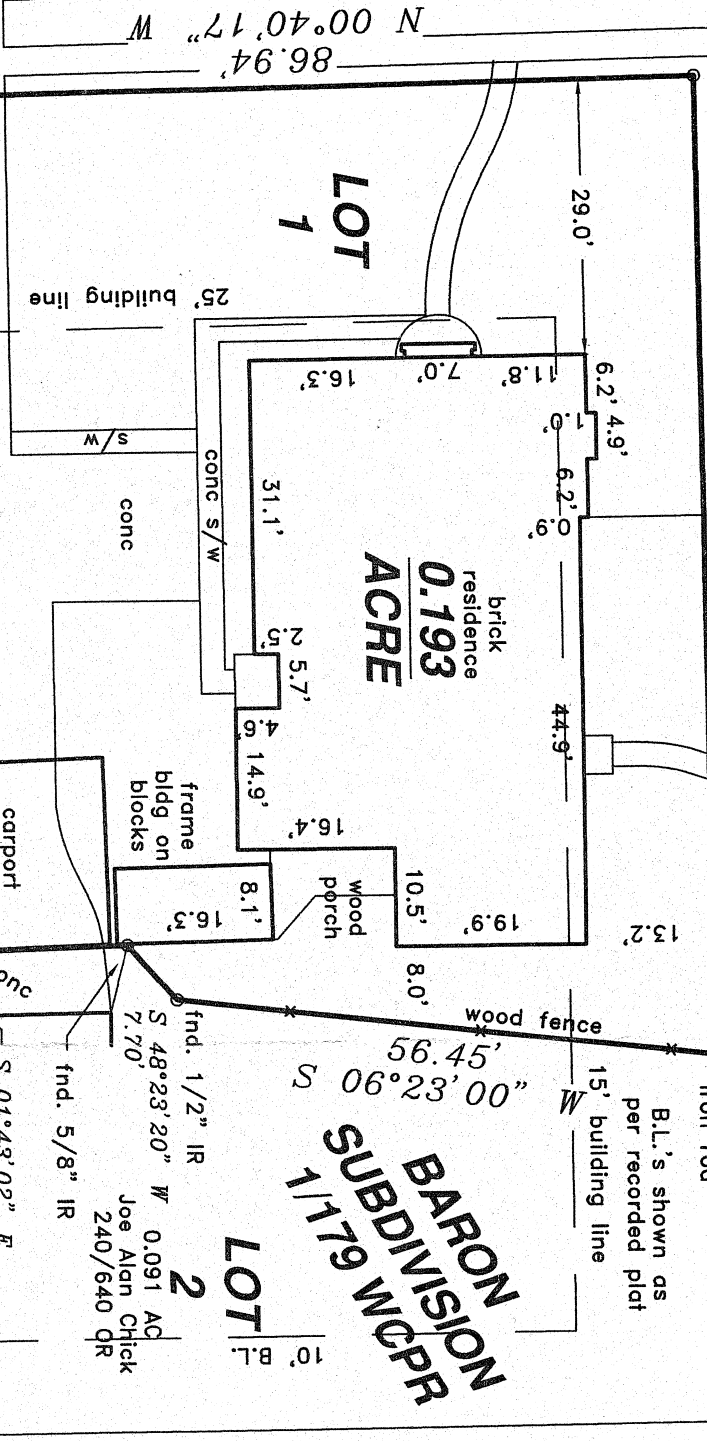 N 00°40'17" W
86.94'
29.0'
LOT
1
25' building line
6.2'
4.9'
1.0'
6.2'
0.9'
11.8'
7.0'
16.3'
s/w
conc s/w
conc
31.1'
brick
residence
0.193
ACRE
2.5'
5.7'
4.6'
14.9'
44.9'
16.4'
10.5'
19.9'
13.2'
frame
bldg on
blocks
8.1'
16.3'
wood
porch
carport
8.0'
wood fence
56.45'
S 06°23'00" W
fnd. 1/2" IR
S 48°23'20" W
7.70'
fnd. 5/8" IR
S 01°43'02" E
15' building line
B.L.'s shown as
per recorded plat
BARON
SUBDIVISION
1/179 WCPR
LOT
2
0.091 AC
Joe Alan Chick
240/640 OR
10' B.L.